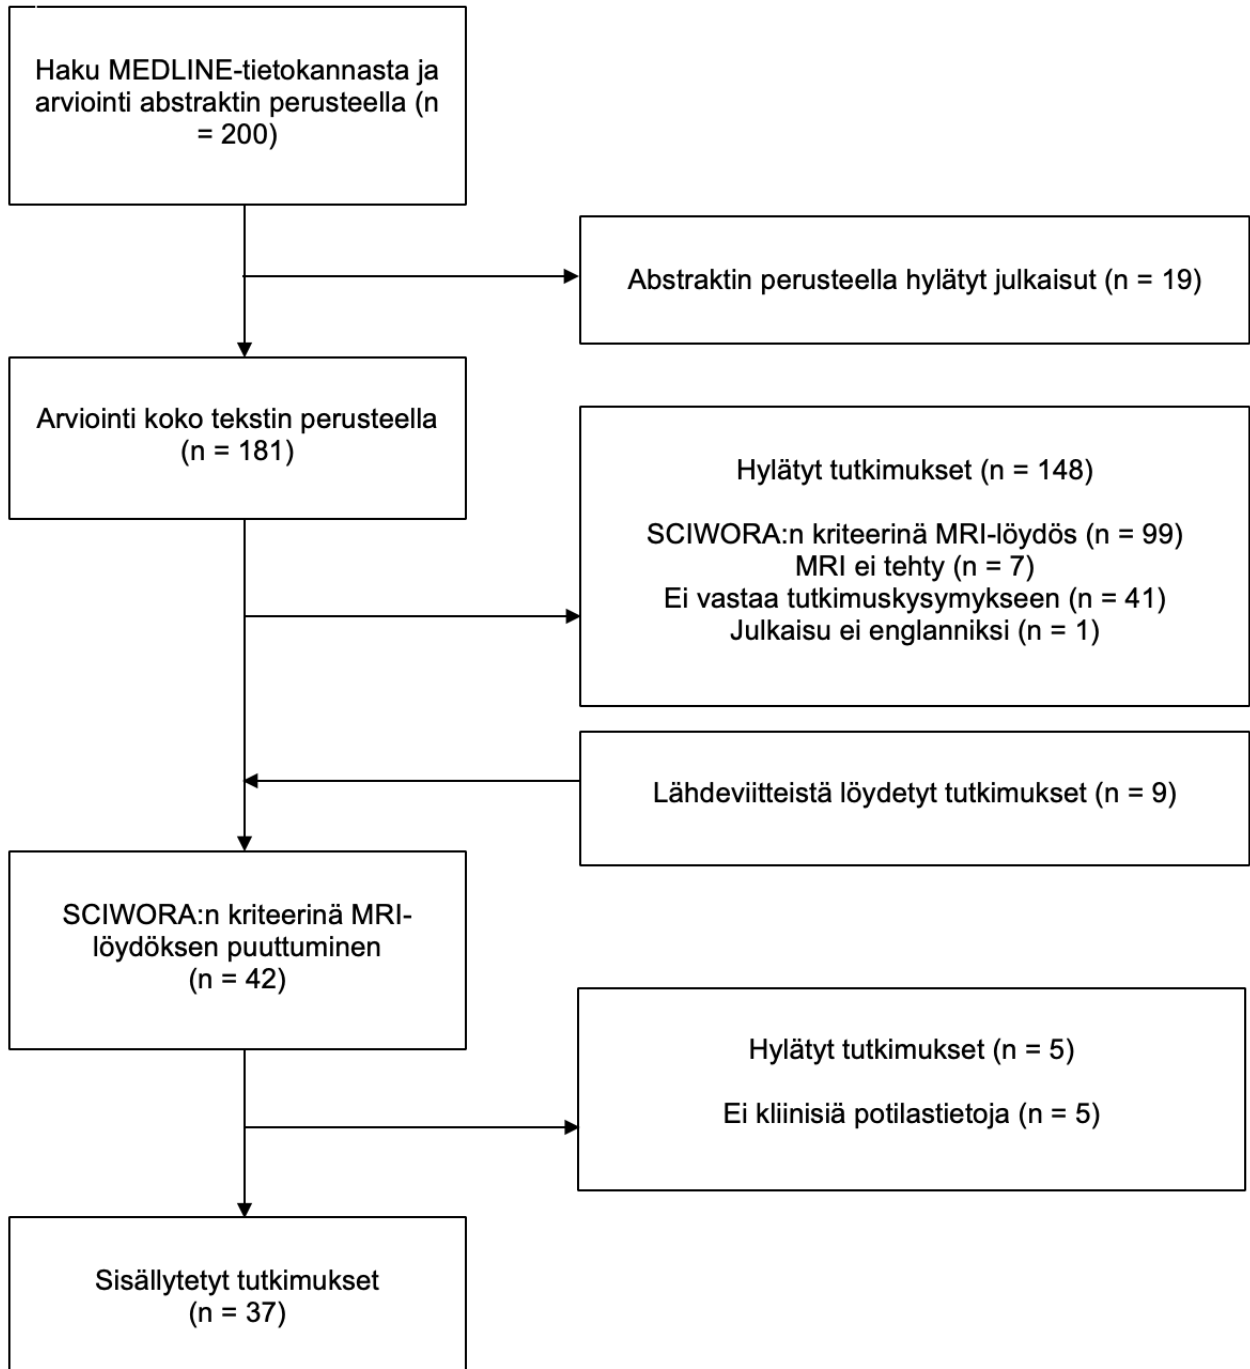 Haku MEDLINE-tietokannasta ja
arviointi abstraktin perusteella (n
= 200)
Abstraktin perusteella hylätyt julkaisut (n = 19)
Arviointi koko tekstin perusteella
(n = 181)
Hylätyt tutkimukset (n = 148)
SCIWORA:n kriteerinä MRI-löydös (n = 99)
MRI ei tehty (n = 7)
Ei vastaa tutkimuskysymykseen (n = 41)
Julkaisu ei englanniksi (n = 1)
Lähdeviitteistä löydetyt tutkimukset (n = 9)
SCIWORA:n kriteerinä MRI-
löydöksen puuttuminen
(n = 42)
Hylätyt tutkimukset (n = 5)
Ei kliinisiä potilastietoja (n = 5)
Sisällytetyt tutkimukset
(n = 37)